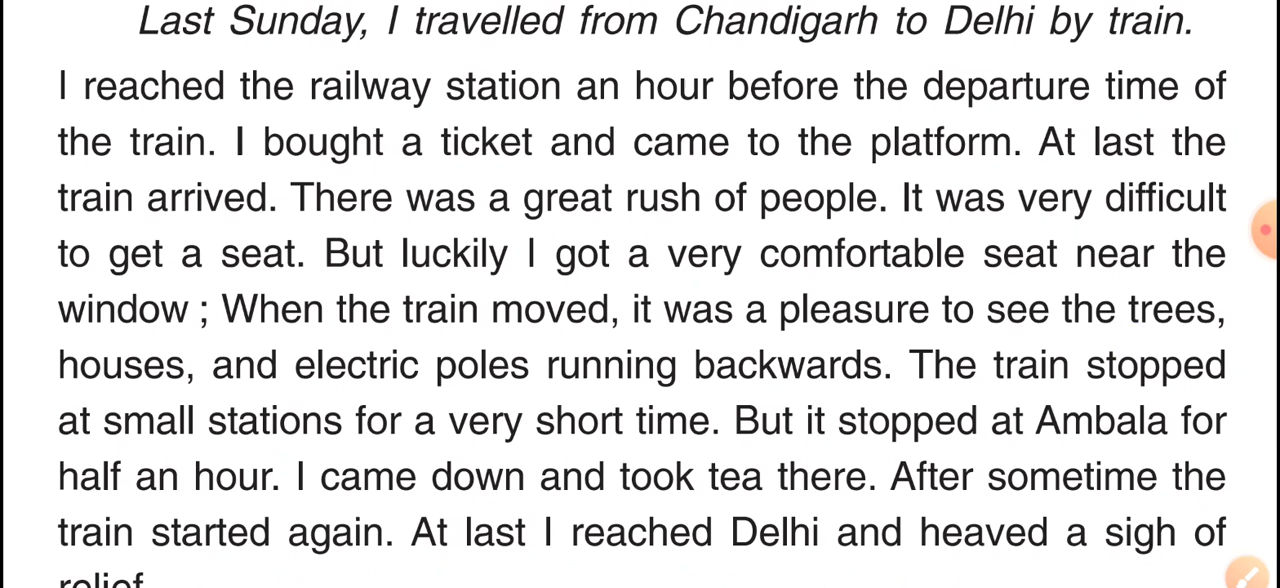 Last Sunday, I travelled from Chandigarh to Delhi by train.
I reached the railway station an hour before the departure time of
the train. I bought a ticket and came to the platform. At last the
train arrived. There was a great rush of people. It was very difficult
to get a seat. But luckily I got a very comfortable seat near the
window ; When the train moved, it was a pleasure to see the trees,
houses, and electric poles running backwards. The train stopped
at small stations for a very short time. But it stopped at Ambala for
half an hour. I came down and took tea there. After sometime the
train started again. At last I reached Delhi and heaved a sigh of
relief